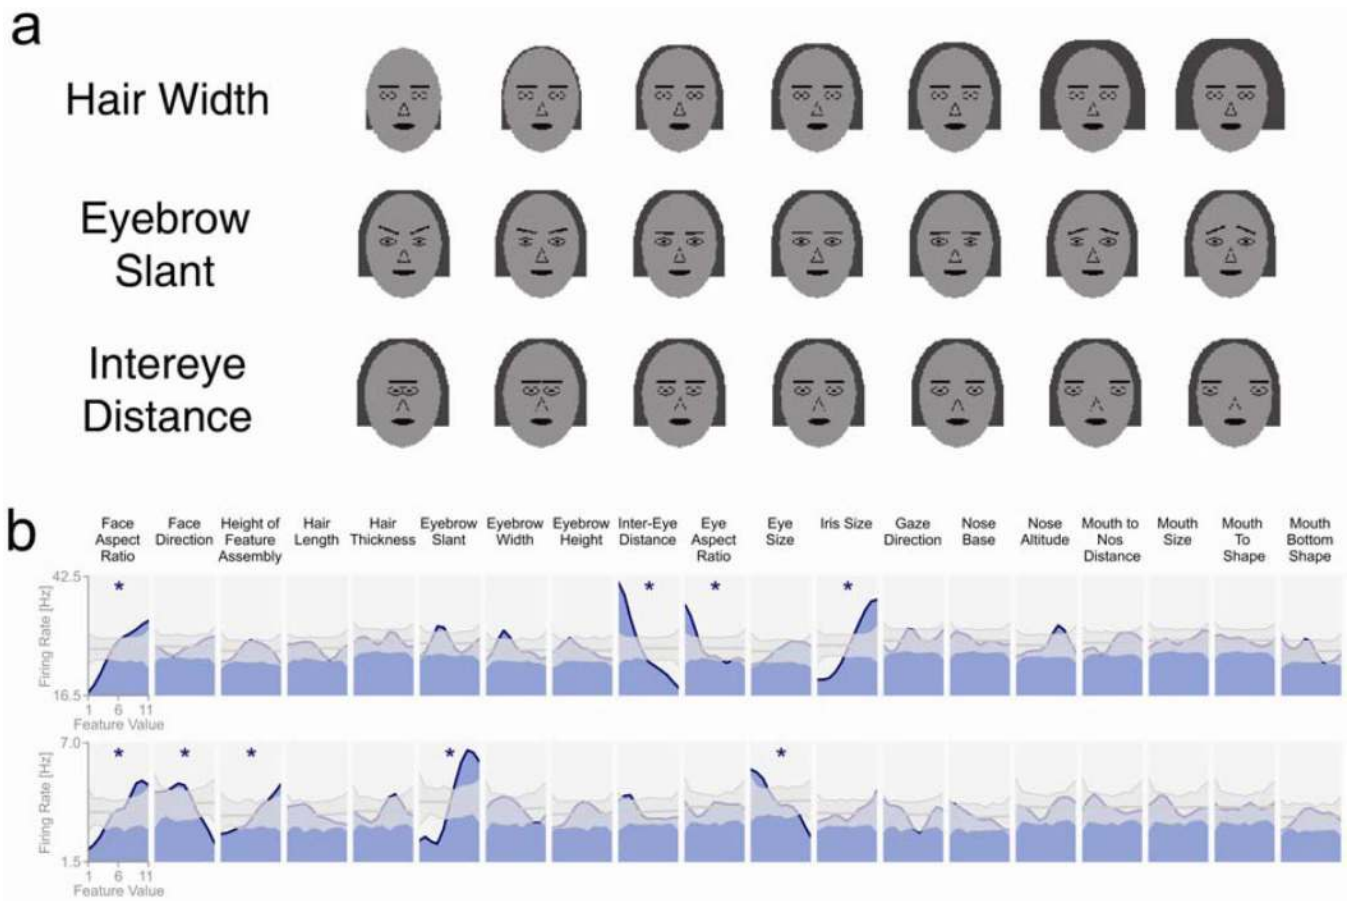 a
Hair Width
Eyebrow
Slant
Intereye
Distance
b
Face
Aspect
Ratio
Face
Direction
Height of
Feature
Assembly
Hair
Length
Hair
Thickness
Eyebrow
Slant
Eyebrow
Width
Eyebrow
Height
Inter-Eye
Distance
Eye
Aspect
Ratio
Eye
Size
Iris Size
Gaze
Direction
Nose
Base
Nose
Altitude
Mouth to
Nos
Distance
Mouth
Size
Mouth
To
Shape
Mouth
Bottom
Shape
42.5
Firing Rate [Hz]
* * * *
16.5
1 6 11
Feature Value
7.0
Firing Rate [Hz]
* * * * *
1.5
1 6 11
Feature Value